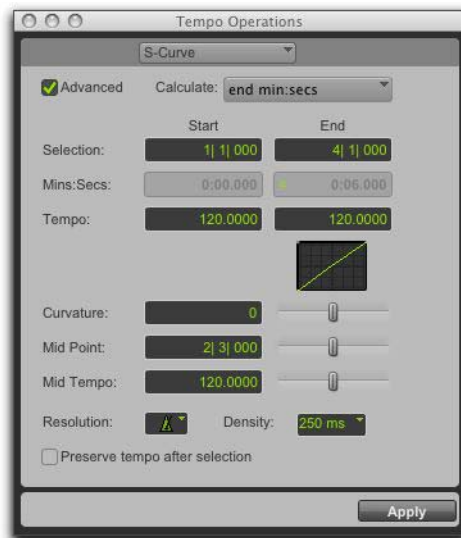 Tempo Operations
S-Curve
Advanced Calculate: end min:secs
Start End
Selection: 1| 1| 000 4| 1| 000
Mins:Secs: 0:00.000 0:06.000
Tempo: 120.0000 120.0000
Curvature: 0
Mid Point: 2| 3| 000
Mid Tempo: 120.0000
Resolution: Density: 250 ms
Preserve tempo after selection
Apply